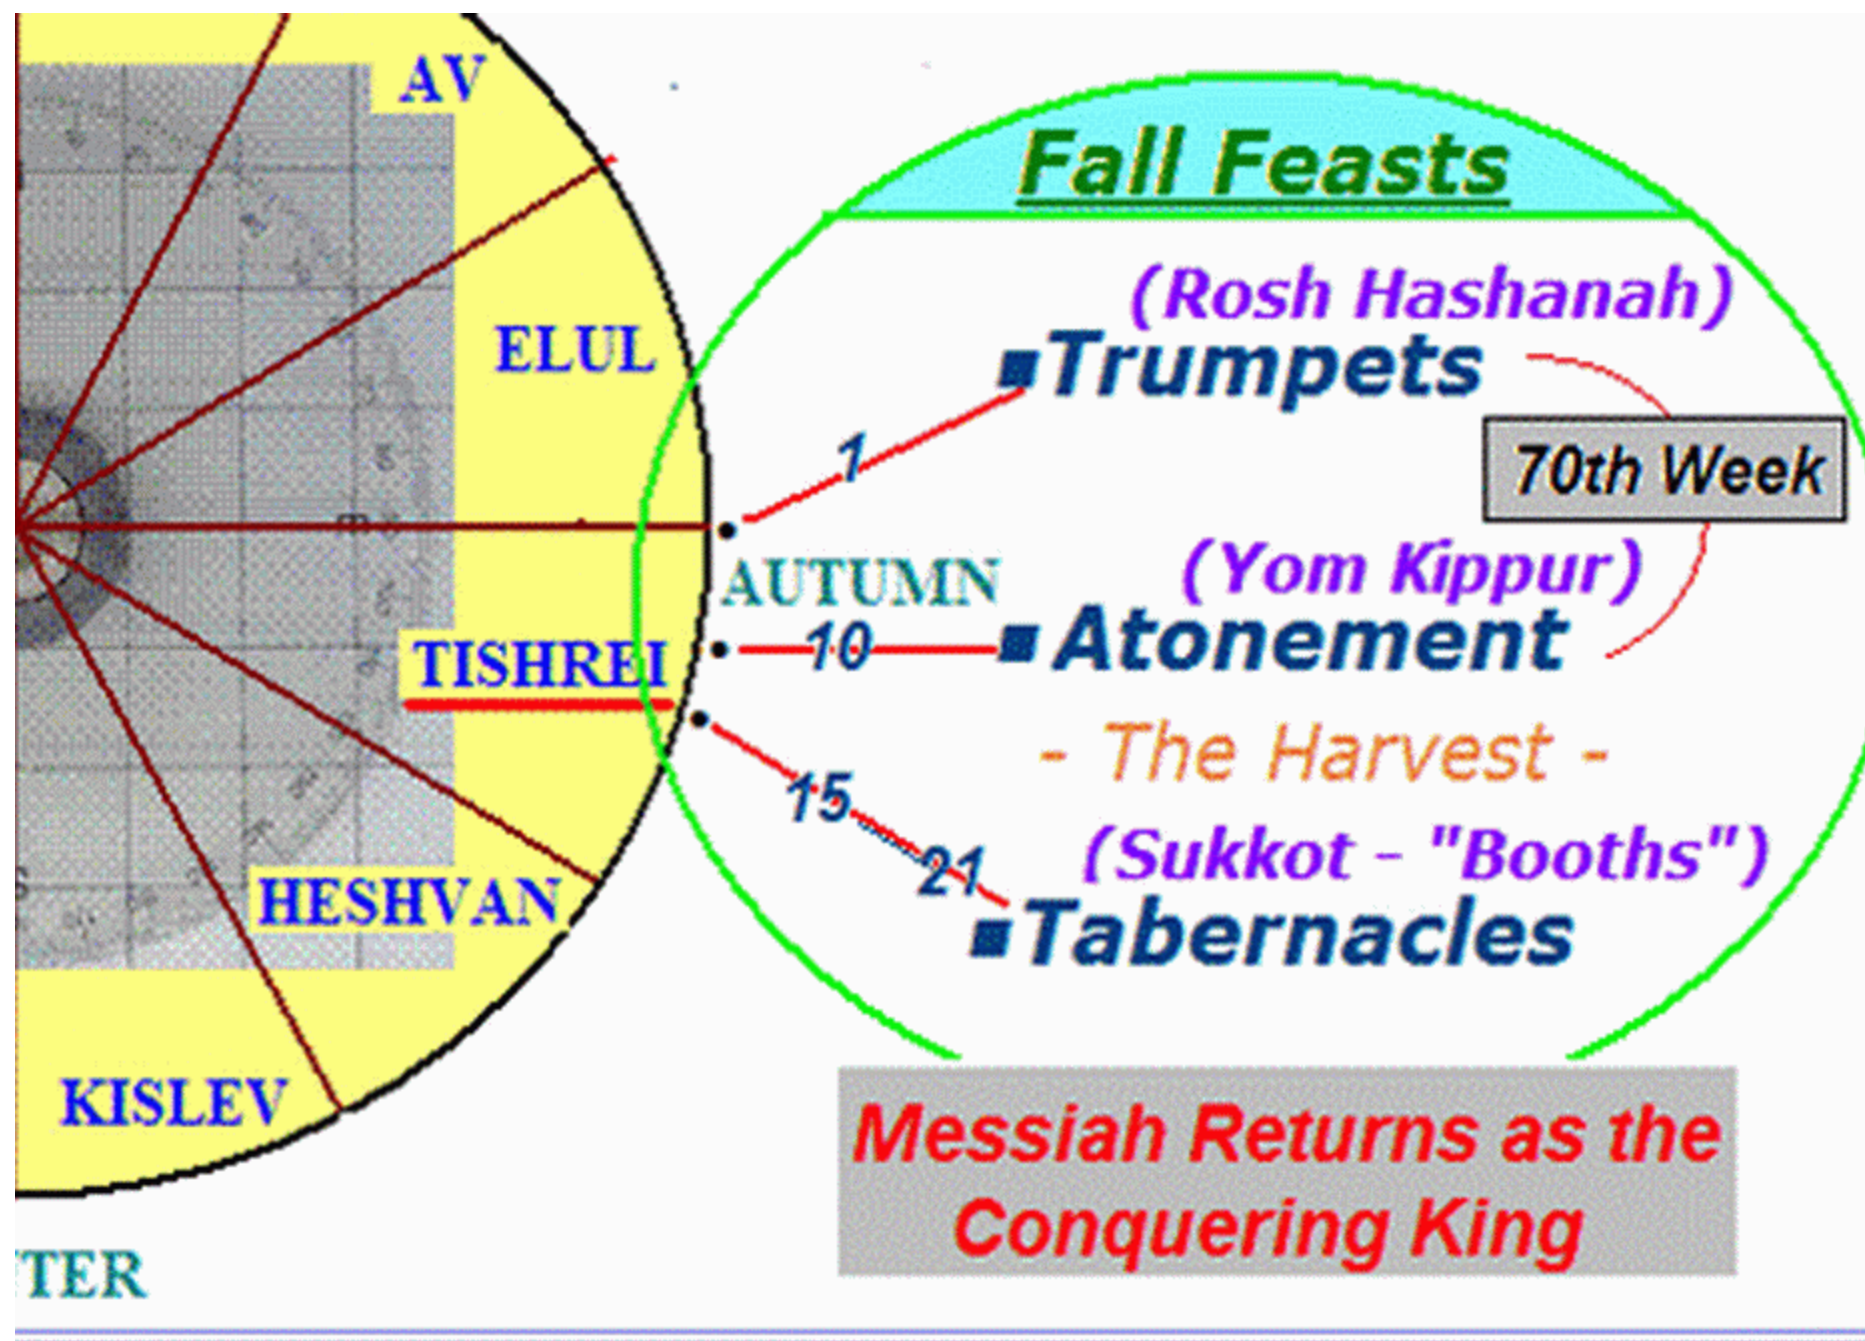 AV
ELUL
TISHREI
HESHVAN
KISLEV
TER
AUTUMN
Fall Feasts
(Rosh Hashanah)
■Trumpets
1
70th Week
(Yom Kippur)
■Atonement
10
- The Harvest -
15
21
(Sukkot - "Booths")
■Tabernacles
Messiah Returns as the
Conquering King